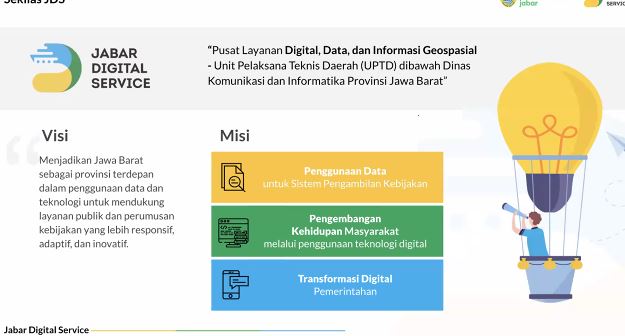 Sekilas JDS
jabar
SERVICE
JABAR
DIGITAL
SERVICE
“Pusat Layanan Digital, Data, dan Informasi Geospasial
- Unit Pelaksana Teknis Daerah (UPTD) dibawah Dinas
Komunikasi dan Informatika Provinsi Jawa Barat”
Visi
Menjadikan Jawa Barat
sebagai provinsi terdepan
dalam penggunaan data dan
teknologi untuk mendukung
layanan publik dan perumusan
kebijakan yang lebih responsif,
adaptif, dan inovatif.
Misi
Penggunaan Data
untuk Sistem Pengambilan Kebijakan
Pengembangan
Kehidupan Masyarakat
melalui penggunaan teknologi digital
Transformasi Digital
Pemerintahan
Jabar Digital Service